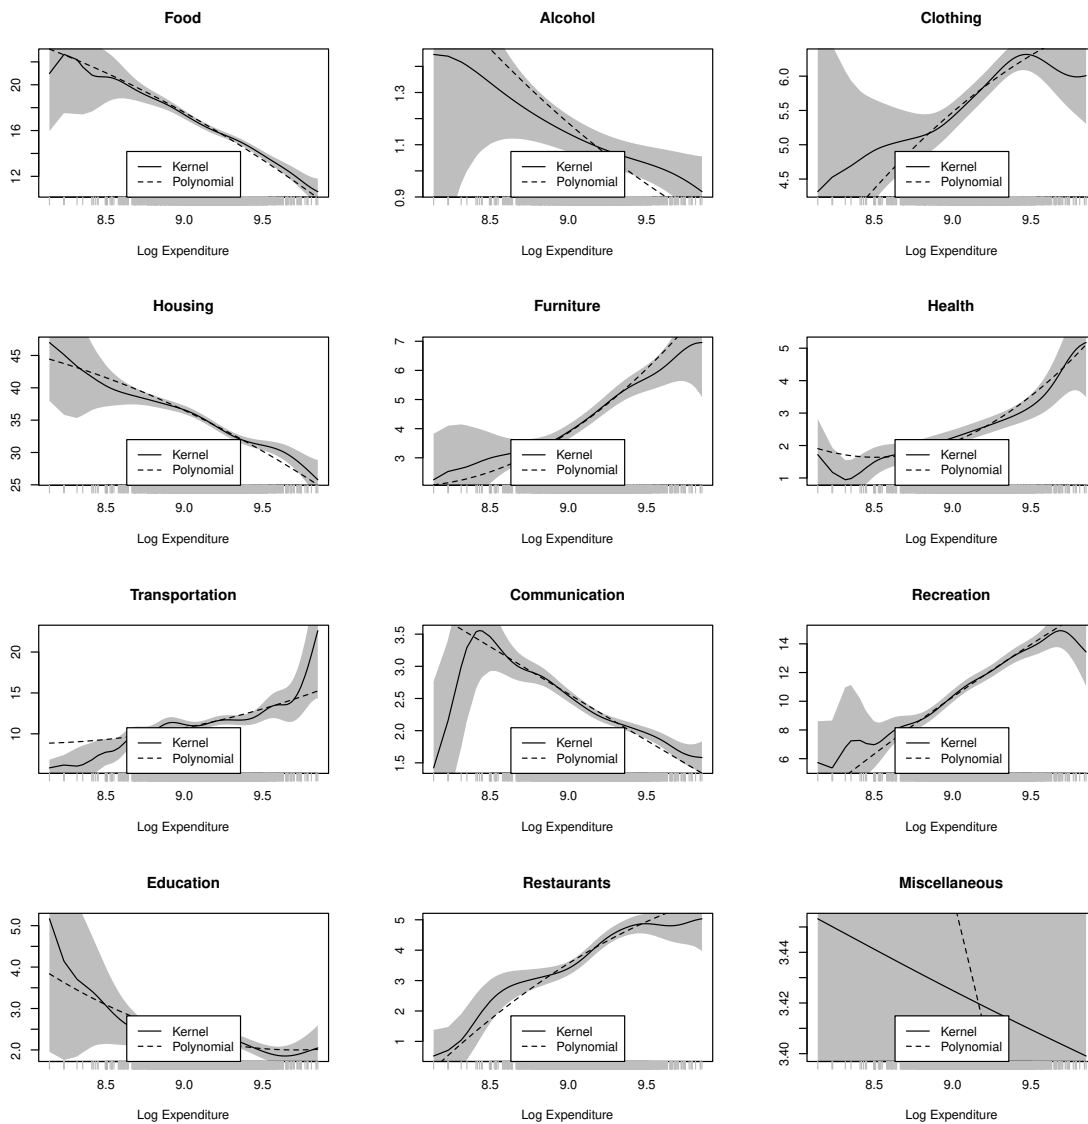 Food
20
16
12
Kernel
Polynomial
8.5 9.0 9.5
Log Expenditure
Alcohol
1.3
1.1
0.9
Kernel
Polynomial
8.5 9.0 9.5
Log Expenditure
Clothing
6.0
5.5
5.0
4.5
Kernel
Polynomial
8.5 9.0 9.5
Log Expenditure
Housing
45
40
35
30
25
Kernel
Polynomial
8.5 9.0 9.5
Log Expenditure
Furniture
7
6
5
4
3
Kernel
Polynomial
8.5 9.0 9.5
Log Expenditure
Health
5
4
3
2
1
Kernel
Polynomial
8.5 9.0 9.5
Log Expenditure
Transportation
20
15
10
Kernel
Polynomial
8.5 9.0 9.5
Log Expenditure
Communication
3.5
3.0
2.5
2.0
1.5
Kernel
Polynomial
8.5 9.0 9.5
Log Expenditure
Recreation
14
12
10
8
6
Kernel
Polynomial
8.5 9.0 9.5
Log Expenditure
Education
5.0
4.0
3.0
2.0
Kernel
Polynomial
8.5 9.0 9.5
Log Expenditure
Restaurants
5
4
3
2
1
Kernel
Polynomial
8.5 9.0 9.5
Log Expenditure
Miscellaneous
3.44
3.42
3.40
Kernel
Polynomial
8.5 9.0 9.5
Log Expenditure